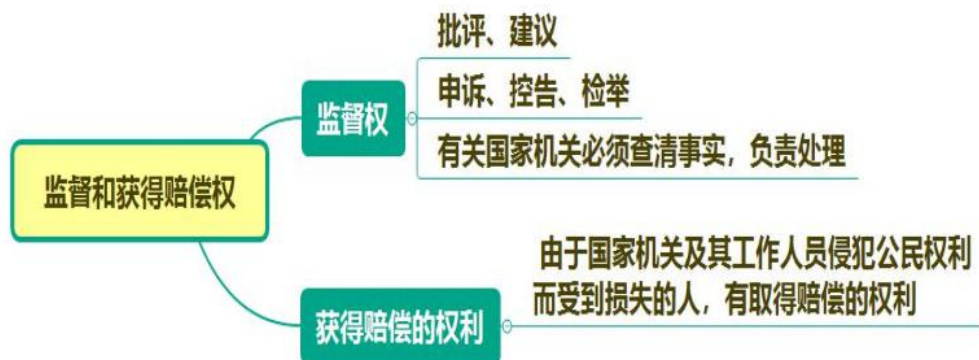 监督和获得赔偿权
监督权
批评、建议
申诉、控告、检举
有关国家机关必须查清事实，负责处理
获得赔偿的权利
由于国家机关及其工作人员侵犯公民权利
而受到损失的人，有取得赔偿的权利